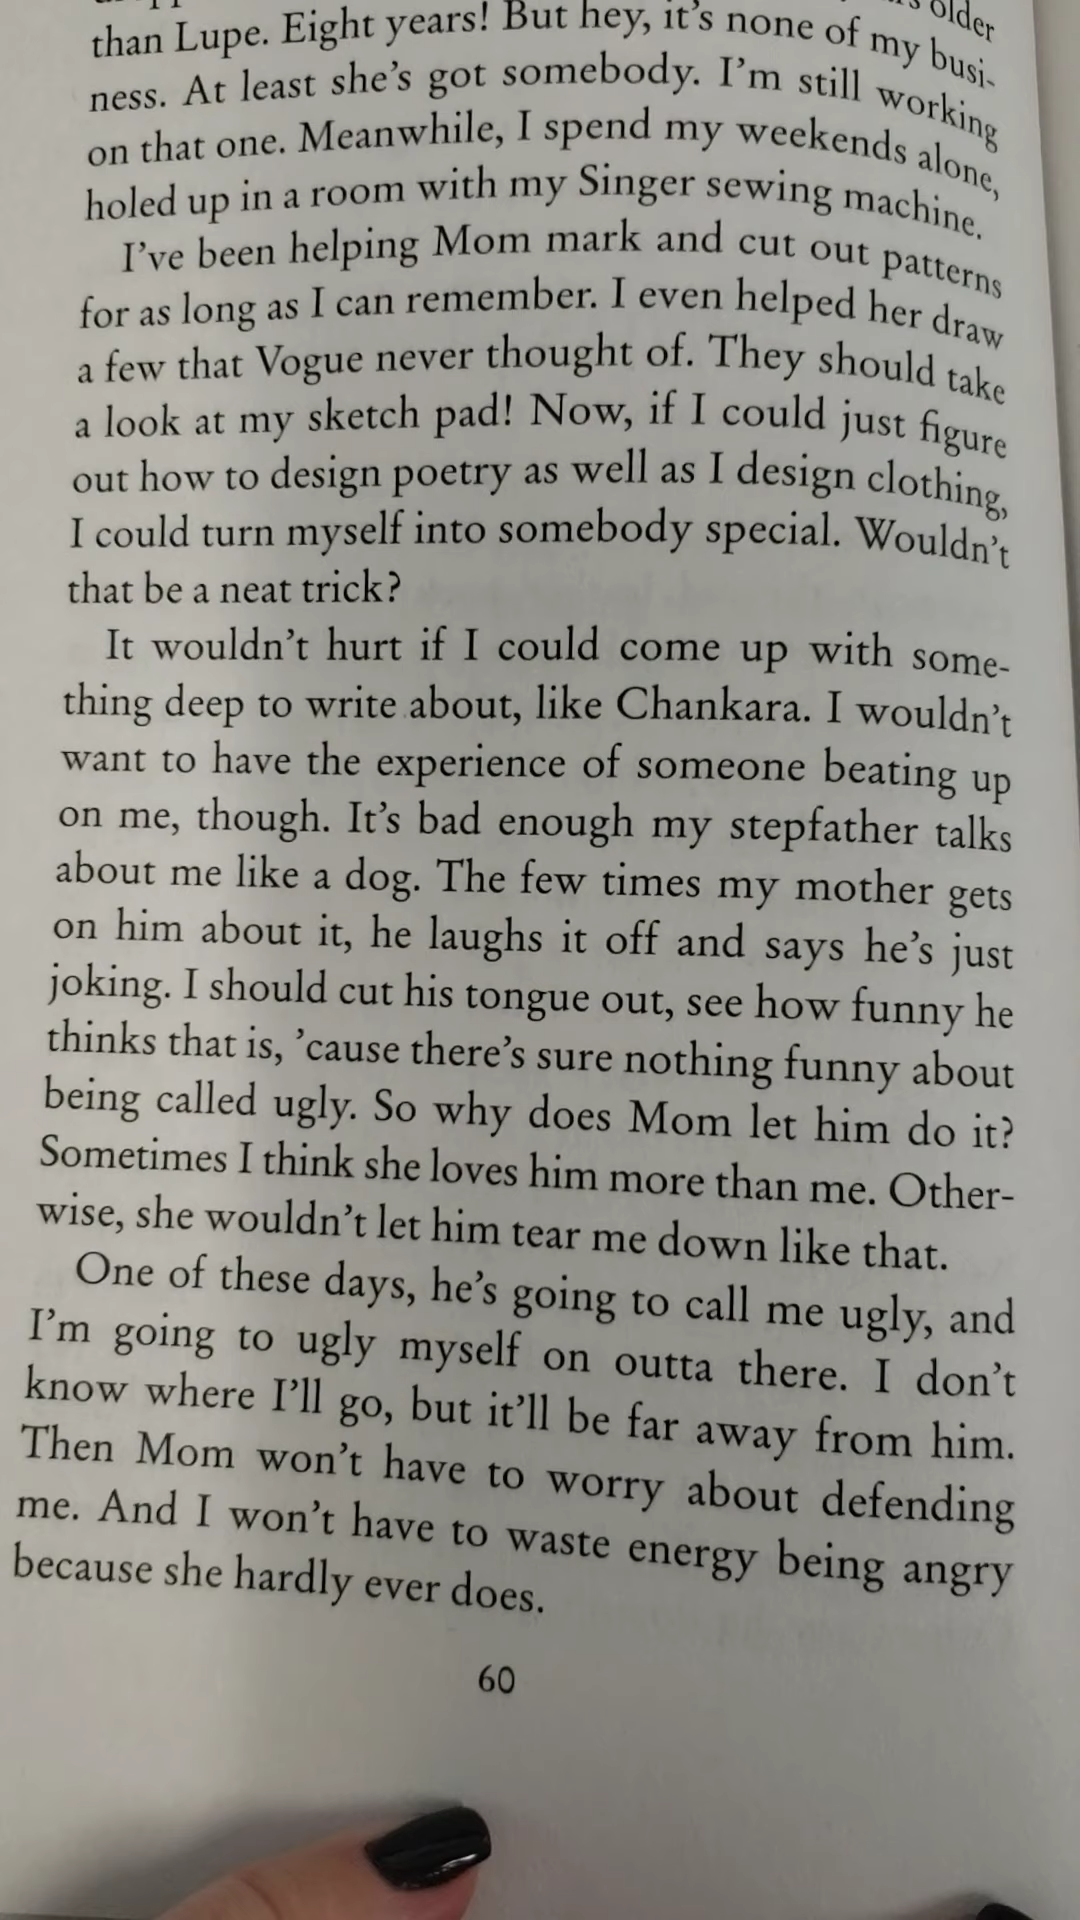 older
than Lupe. Eight years! But hey, it's none of my busi-
ness. At least she's got somebody. I'm still working
on that one. Meanwhile, I spend my weekends alone,
holed up in a room with my Singer sewing machine.
I've been helping Mom mark and cut out patterns
for as long as I can remember. I even helped her draw
a few that Vogue never thought of. They should take
a look at my sketch pad! Now, if I could just figure
out how to design poetry as well as I design clothing,
I could turn myself into somebody special. Wouldn't
that be a neat trick?
It wouldn't hurt if I could come up with some-
thing deep to write about, like Chankara. I wouldn't
want to have the experience of someone beating up
on me, though. It's bad enough my stepfather talks
about me like a dog. The few times my mother gets
on him about it, he laughs it off and says he's just
joking. I should cut his tongue out, see how funny he
thinks that is, 'cause there's sure nothing funny about
being called ugly. So why does Mom let him do it?
Sometimes I think she loves him more than me. Other-
wise, she wouldn't let him tear me down like that.
One of these days, he's going to call me ugly, and
I'm going to ugly myself on outta there. I don't
know where I'll go, but it'll be far away from him.
Then Mom won't have to worry about defending
me. And I won't have to waste energy being angry
because she hardly ever does.
60